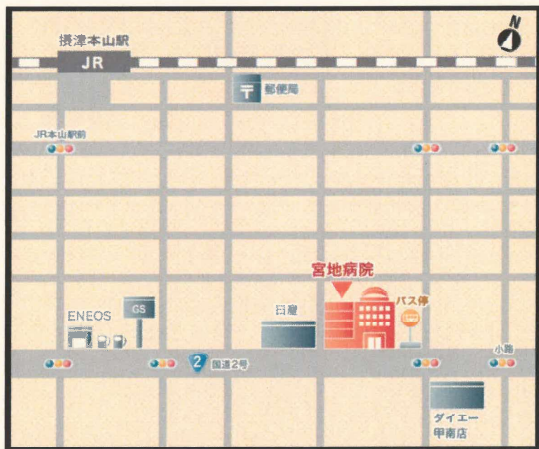 N
摂津本山駅
JR
〒 郵便局
JR本山駅前
宮地病院
バス停
日産
ENEOS
GS
小路
2 国道2号
ダイエー
甲南店